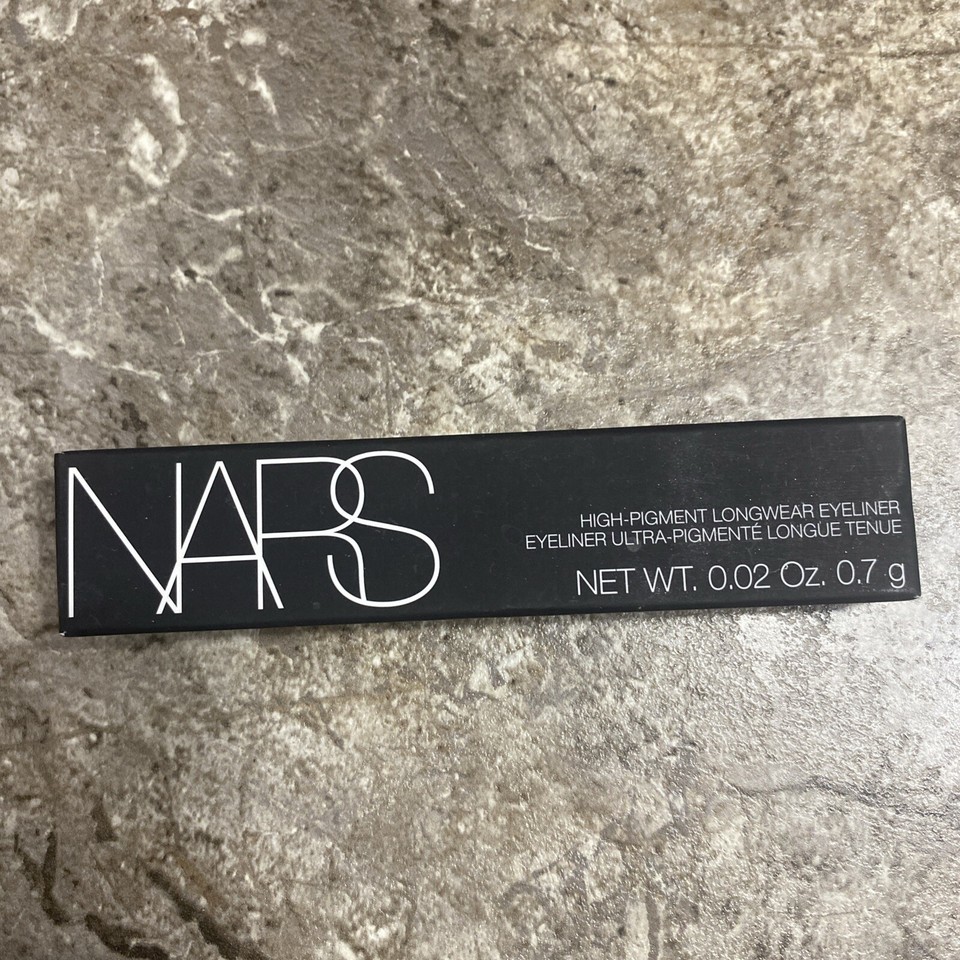 NARS
HIGH-PIGMENT LONGWEAR EYELINER
EYELINER ULTRA-PIGMENTÉ LONGUE TENUE
NET WT. 0.02 Oz. 0.7 g